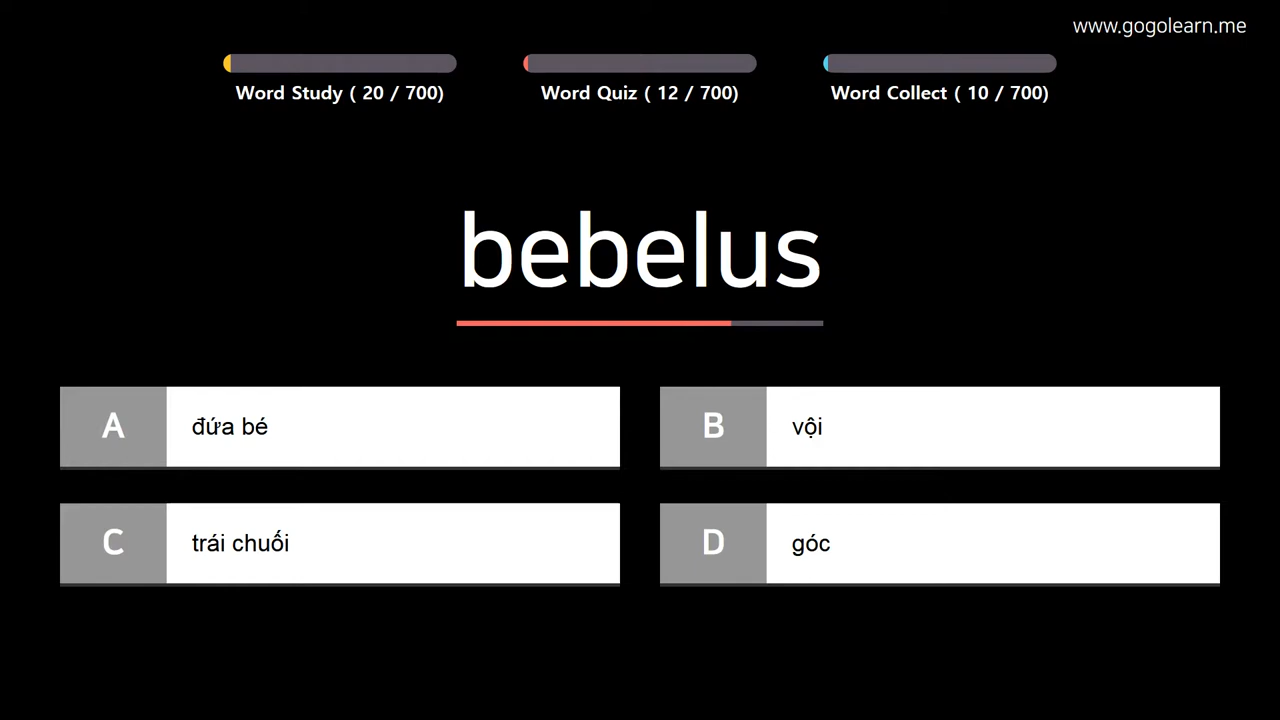 www.gogolearn.me
Word Study ( 20 / 700)
Word Quiz ( 12 / 700)
Word Collect ( 10 / 700)
bebelus
A
đứa bé
B
vội
C
trái chuối
D
góc